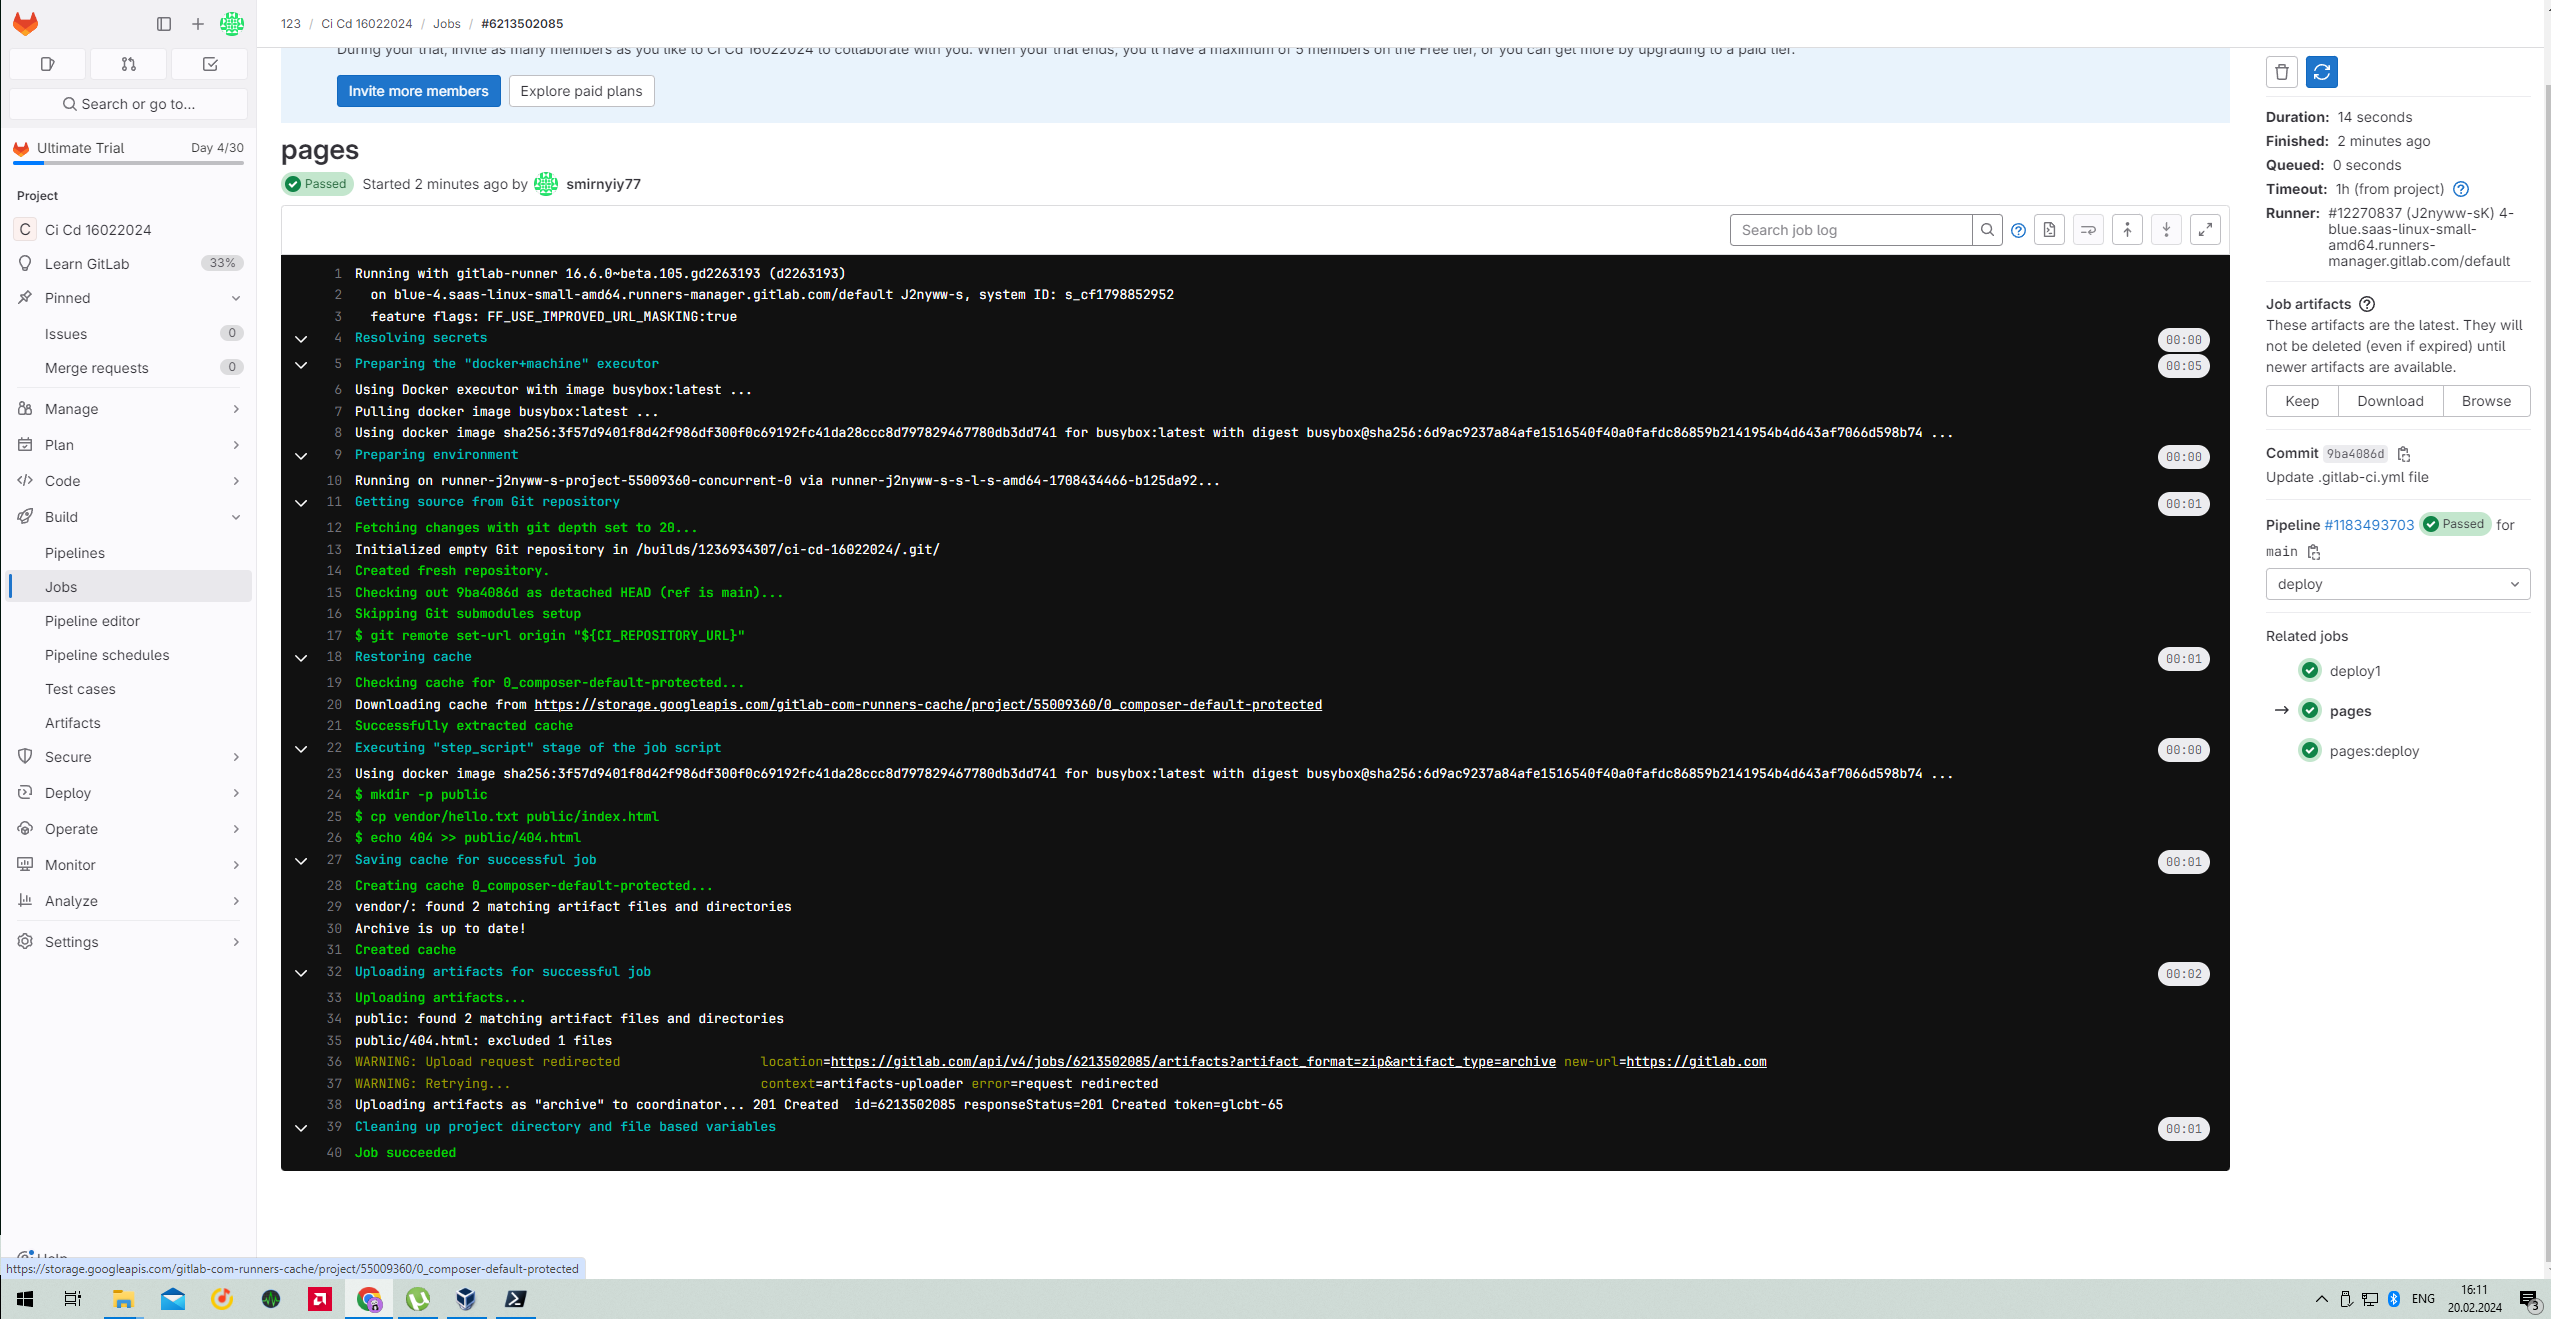 123 / Ci Cd 16022024 / Jobs / #6213502085
Search or go to...
Ultimate Trial Day 4/30
Project
C Ci Cd 16022024
Learn GitLab 33%
Pinned
Issues 0
Merge requests 0
Manage
Plan
Code
Build
Pipelines
Jobs
Pipeline editor
Pipeline schedules
Test cases
Artifacts
Secure
Deploy
Operate
Monitor
Analyze
Settings
Help
During your trial, invite as many members as you like to Ci Cd 16022024 to collaborate with you. When your trial ends, you'll have a maximum of 5 members on the Free tier, or you can get more by upgrading to a paid tier.
Invite more members Explore paid plans
pages
Passed Started 2 minutes ago by smirnyiy77
Search job log
1 Running with gitlab-runner 16.6.0~beta.105.gd2263193 (d2263193)
2 on blue-4.saas-linux-small-amd64.runners-manager.gitlab.com/default J2nyww-s, system ID: s_cf1798852952
3 feature flags: FF_USE_IMPROVED_URL_MASKING:true
4 Resolving secrets 00:00
5 Preparing the "docker+machine" executor 00:05
6 Using Docker executor with image busybox:latest ...
7 Pulling docker image busybox:latest ...
8 Using docker image sha256:3f57d9401f8d42f986df300f0c69192fc41da28ccc8d797829467780db3dd741 for busybox:latest with digest busybox@sha256:6d9ac9237a84afe1516540f40a0fafdc86859b2141954b4d643af7066d598b74 ...
9 Preparing environment 00:00
10 Running on runner-j2nyww-s-project-55009360-concurrent-0 via runner-j2nyww-s-s-l-s-amd64-1708434466-b125da92...
11 Getting source from Git repository 00:01
12 Fetching changes with git depth set to 20...
13 Initialized empty Git repository in /builds/1236934307/ci-cd-16022024/.git/
14 Created fresh repository.
15 Checking out 9ba4086d as detached HEAD (ref is main)...
16 Skipping Git submodules setup
17 $ git remote set-url origin "${CI_REPOSITORY_URL}"
18 Restoring cache 00:01
19 Checking cache for 0_composer-default-protected...
20 Downloading cache from https://storage.googleapis.com/gitlab-com-runners-cache/project/55009360/0_composer-default-protected
21 Successfully extracted cache
22 Executing "step_script" stage of the job script 00:00
23 Using docker image sha256:3f57d9401f8d42f986df300f0c69192fc41da28ccc8d797829467780db3dd741 for busybox:latest with digest busybox@sha256:6d9ac9237a84afe1516540f40a0fafdc86859b2141954b4d643af7066d598b74 ...
24 $ mkdir -p public
25 $ cp vendor/hello.txt public/index.html
26 $ echo 404 >> public/404.html
27 Saving cache for successful job 00:01
28 Creating cache 0_composer-default-protected...
29 vendor/: found 2 matching artifact files and directories
30 Archive is up to date!
31 Created cache
32 Uploading artifacts for successful job 00:02
33 Uploading artifacts...
34 public: found 2 matching artifact files and directories
35 public/404.html: excluded 1 files
36 WARNING: Upload request redirected location=https://gitlab.com/api/v4/jobs/6213502085/artifacts?artifact_format=zip&artifact_type=archive new-url=https://gitlab.com
37 WARNING: Retrying... context=artifacts-uploader error=request redirected
38 Uploading artifacts as "archive" to coordinator... 201 Created id=6213502085 responseStatus=201 Created token=glcbt-65
39 Cleaning up project directory and file based variables 00:01
40 Job succeeded
Duration: 14 seconds
Finished: 2 minutes ago
Queued: 0 seconds
Timeout: 1h (from project)
Runner: #12270837 (J2nyww-sK) 4-
blue.saas-linux-small-
amd64.runners-
manager.gitlab.com/default
Job artifacts
These artifacts are the latest. They will
not be deleted (even if expired) until
newer artifacts are available.
Keep Download Browse
Commit 9ba4086d
Update .gitlab-ci.yml file
Pipeline #1183493703 Passed for
main
deploy
Related jobs
deploy1
→ pages
pages:deploy
https://storage.googleapis.com/gitlab-com-runners-cache/project/55009360/0_composer-default-protected
ENG
16:11
20.02.2024
3